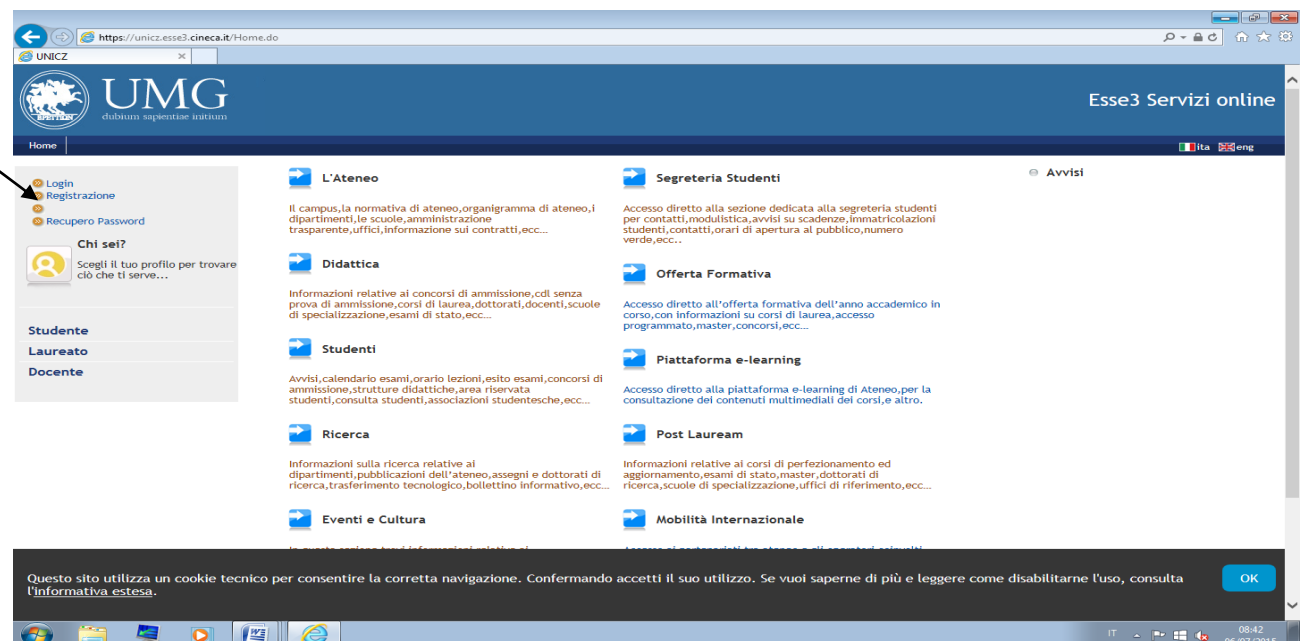 https://unicz.esse3.cineca.it/Home.do
UNICZ
UMG
dubium sapientiae initium
Esse3 Servizi online
Home
ita eng
Login
Registrazione
Recupero Password
Chi sei?
Scegli il tuo profilo per trovare
ciò che ti serve...
Studente
Laureato
Docente
L'Ateneo
Il campus,la normativa di ateneo,organigramma di ateneo,i
dipartimenti,le scuole,amministrazione
trasparente,uffici,informazione sui contratti,ecc...
Didattica
Informazioni relative ai concorsi di ammissione,cdl senza
prova di ammissione,corsi di laurea,dottorati,docenti,scuole
di specializzazione,esami di stato,ecc...
Studenti
Avvisi,calendario esami,orario lezioni,esito esami,concorsi di
ammissione,strutture didattiche,area riservata
studenti,consulta studenti,associazioni studentesche,ecc...
Ricerca
Informazioni sulla ricerca relative ai
dipartimenti,pubblicazioni dell'ateneo,assegni e dottorati di
ricerca,trasferimento tecnologico,bollettino informativo,ecc...
Eventi e Cultura
Segreteria Studenti
Accesso diretto alla sezione dedicata alla segreteria studenti
per contatti,modulistica,avvisi su scadenze,immatricolazioni
studenti,contatti,orari di apertura al pubblico,numero
verde,ecc..
Offerta Formativa
Accesso diretto all'offerta formativa dell'anno accademico in
corso,con informazioni su corsi di laurea,accesso
programmato,master,concorsi,ecc...
Piattaforma e-learning
Accesso diretto alla piattaforma e-learning di Ateneo,per la
consultazione dei contenuti multimediali dei corsi,e altro.
Post Lauream
Informazioni relative ai corsi di perfezionamento ed
aggiornamento,esami di stato,master,dottorati di
ricerca,scuole di specializzazione,uffici di riferimento,ecc...
Mobilità Internazionale
Avvisi
Questo sito utilizza un cookie tecnico per consentire la corretta navigazione. Confermando accetti il suo utilizzo. Se vuoi saperne di più e leggere come disabilitarne l'uso, consulta
l'informativa estesa.
OK
IT
08:42
06/07/2015